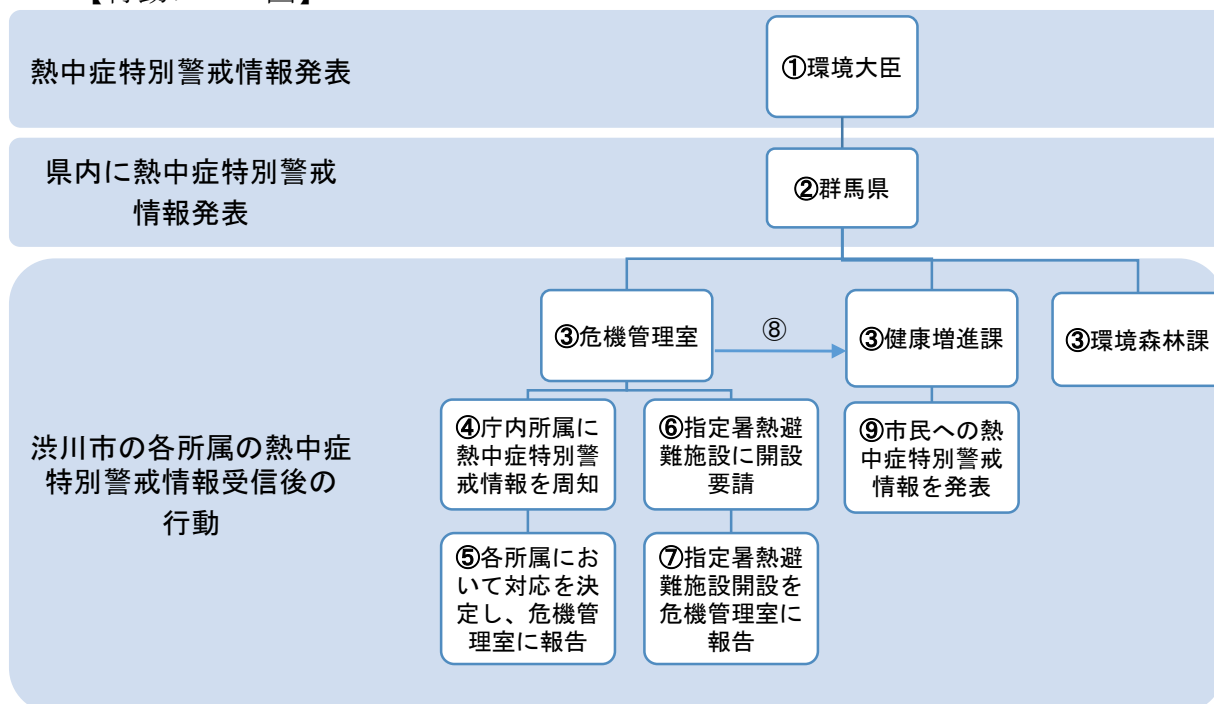 熱中症特別警戒情報発表
①環境大臣
県内に熱中症特別警戒
情報発表
②群馬県
渋川市の各所属の熱中症
特別警戒情報受信後の
行動
③危機管理室
⑧
③健康増進課
③環境森林課
④庁内所属に
熱中症特別警
戒情報を周知
⑥指定暑熱避
難施設に開設
要請
⑨市民への熱
中症特別警戒
情報を発表
⑤各所属にお
いて対応を決
定し、危機管
理室に報告
⑦指定暑熱避
難施設開設を
危機管理室に
報告